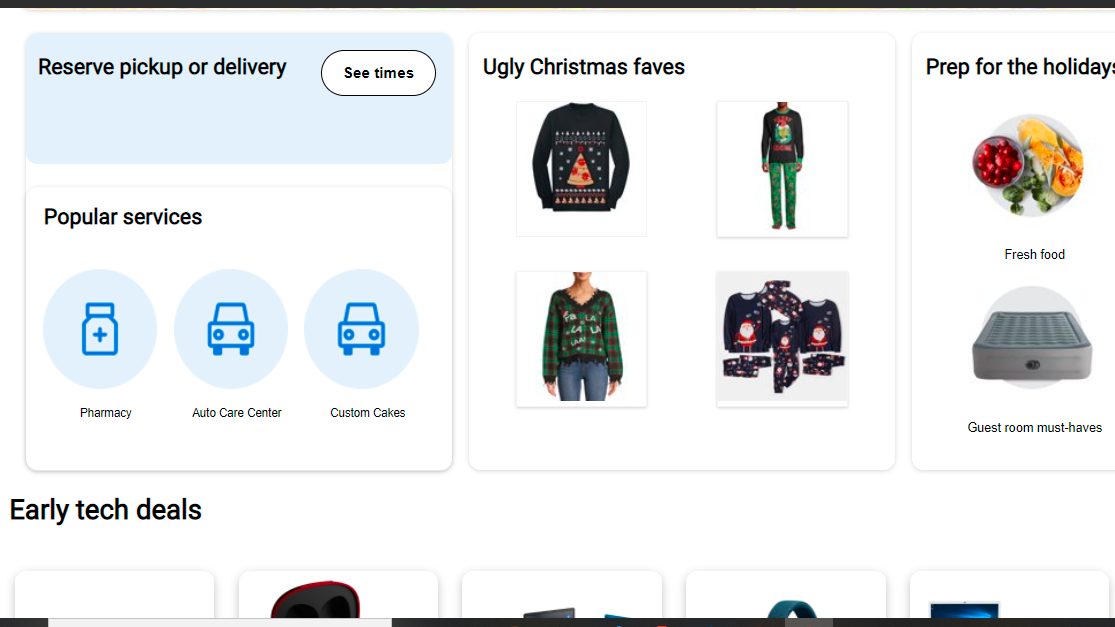 Reserve pickup or delivery
See times
Popular services
Pharmacy
Auto Care Center
Custom Cakes
Ugly Christmas faves
Prep for the holidays
Fresh food
Guest room must-haves
Early tech deals